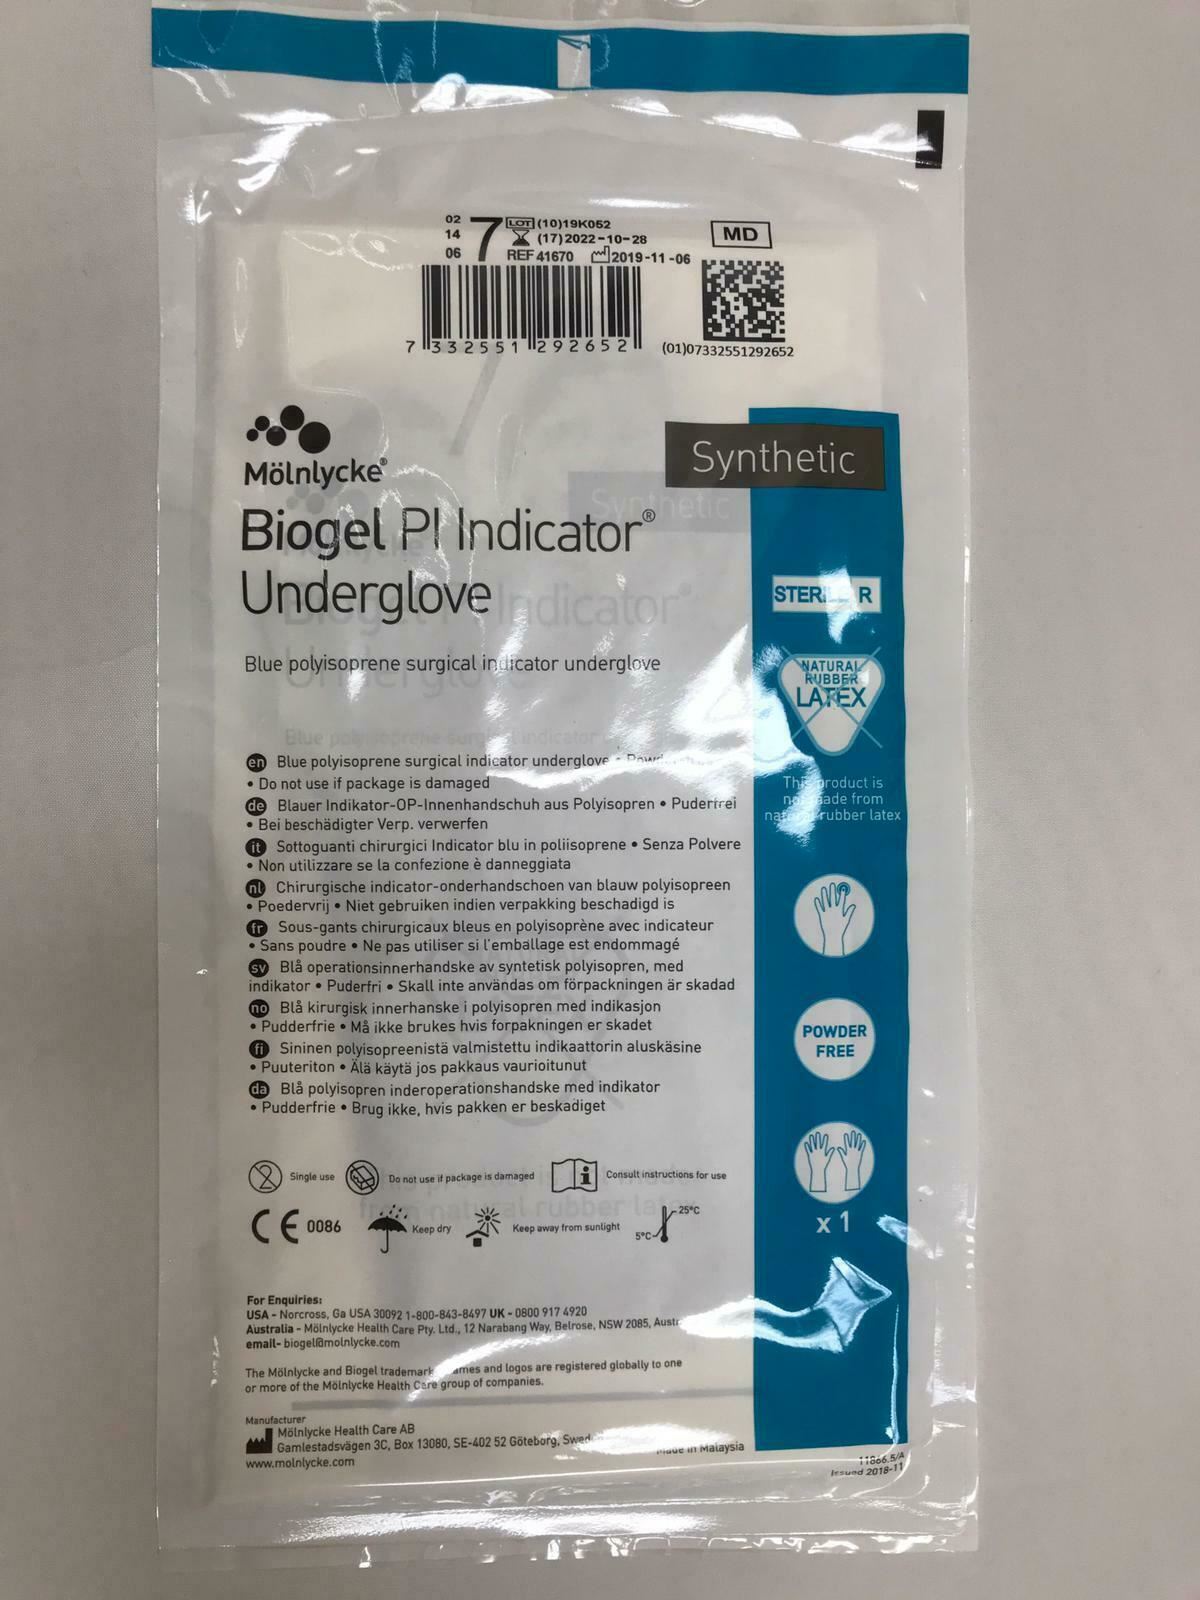 02
14
06
7
LOT (10)19K052
(17)2022-10-28
REF 41670 2019-11-06
MD
7 332551 292652
(01)07332551292652
Mölnlycke®
Synthetic
Biogel PI Indicator®
Underglove
Blue polyisoprene surgical indicator underglove
STERILE R
NATURAL
RUBBER
LATEX
This product is
not made from
natural rubber latex
en Blue polyisoprene surgical indicator underglove •
• Do not use if package is damaged
de Blauer Indikator-OP-Innenhandschuh aus Polyisopren • Puderfrei
• Bei beschädigter Verp. verwerfen
it Sottoguanti chirurgici Indicator blu in poliisoprene • Senza Polvere
• Non utilizzare se la confezione è danneggiata
nl Chirurgische indicator-onderhandschoen van blauw polyisopreen
• Poedervrij • Niet gebruiken indien verpakking beschadigd is
fr Sous-gants chirurgicaux bleus en polyisoprène avec indicateur
• Sans poudre • Ne pas utiliser si l'emballage est endommagé
sv Blå operationsinnerhandske av syntetisk polyisopren, med
indikator • Puderfri • Skall inte användas om förpackningen är skadad
no Blå kirurgisk innerhanske i polyisopren med indikasjon
• Pudderfrie • Må ikke brukes hvis forpakningen er skadet
fi Sininen polyisopreenistä valmistettu indikaattorin aluskäsine
• Puuteriton • Älä käytä jos pakkaus vaurioitunut
da Blå polyisopren inderoperationshandske med indikator
• Pudderfrie • Brug ikke, hvis pakken er beskadiget
POWDER
FREE
x 1
2 Single use Do not use if package is damaged i Consult instructions for use
CE 0086 Keep dry Keep away from sunlight 5°C 25°C
For Enquiries:
USA - Norcross, Ga USA 30092 1-800-843-8497 UK - 0800 917 4920
Australia - Mölnlycke Health Care Pty. Ltd., 12 Narabang Way, Belrose, NSW 2085,
email- biogel@molnlycke.com
The Mölnlycke and Biogel trademarks names and logos are registered globally to one
or more of the Mölnlycke Health Care group of companies.
Manufacturer
Mölnlycke Health Care AB
Gamlestadsvägen 3C, Box 13080, SE-402 52 Göteborg,
www.molnlycke.com
Made in Malaysia
11866.5/A
Issued 2018-11